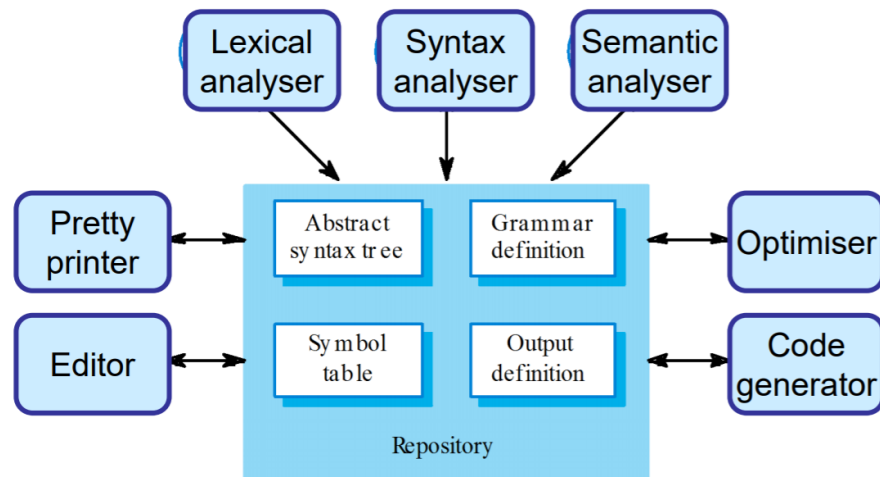 Lexical
analyser
Syntax
analyser
Semantic
analyser
Pretty
printer
Abstract
syntax tree
Grammar
definition
Optimiser
Editor
Symbol
table
Output
definition
Code
generator
Repository